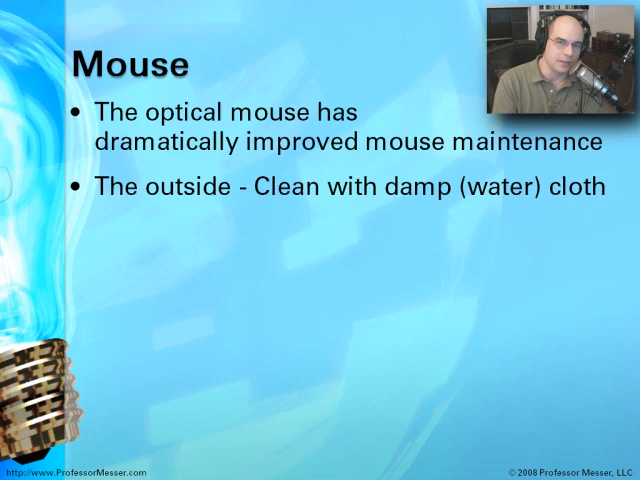 Mouse
• The optical mouse has
dramatically improved mouse maintenance
• The outside - Clean with damp (water) cloth
http://www.ProfessorMesser.com
© 2008 Professor Messer, LLC